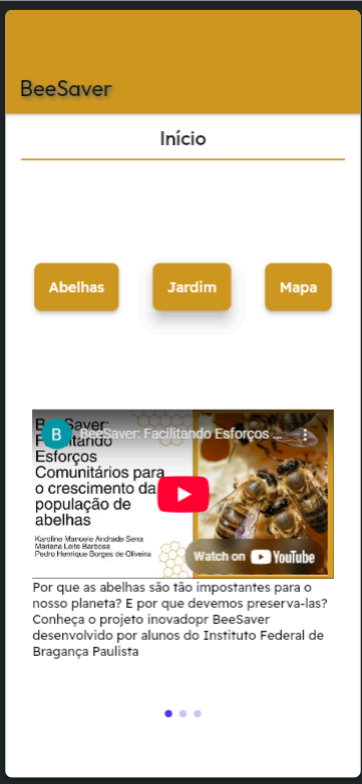 BeeSaver
Início
Abelhas
Jardim
Mapa
B
BeeSaver: Facilitando Esforços ...
BeeSaver:
Facilitando
Esforços
Comunitários para
o crescimento da
população de
abelhas
Karoline Manoele Andrade Sena
Mariana Leite Barbosa
Pedro Henrique Borges de Oliveira
Watch on YouTube
Por que as abelhas são tão impostantes para o
nosso planeta? E por que devemos preserva-las?
Conheça o projeto inovadopr BeeSaver
desenvolvido por alunos do Instituto Federal de
Bragança Paulista